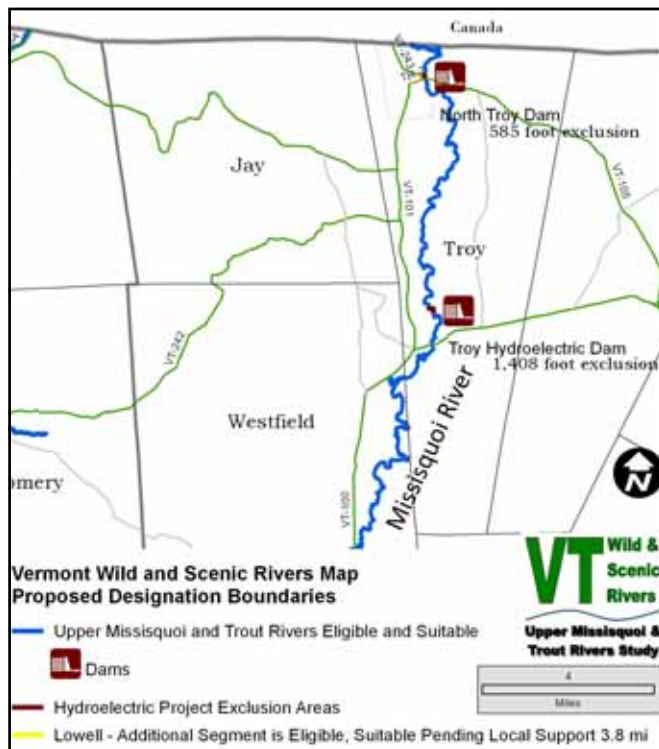 Canada
VT-243
North Troy Dam
585 foot exclusion
Jay
VT-105
VT-101
Troy
VT-242
Troy Hydroelectric Dam
1,408 foot exclusion
Westfield
Missisquoi River
omery
VT-100
N
Vermont Wild and Scenic Rivers Map
Proposed Designation Boundaries
Upper Missisquoi and Trout Rivers Eligible and Suitable
Dams
Hydroelectric Project Exclusion Areas
Lowell - Additional Segment is Eligible, Suitable Pending Local Support 3.8 mi
VT Wild &
Scenic
Rivers
Upper Missisquoi &
Trout Rivers Study
4
Miles